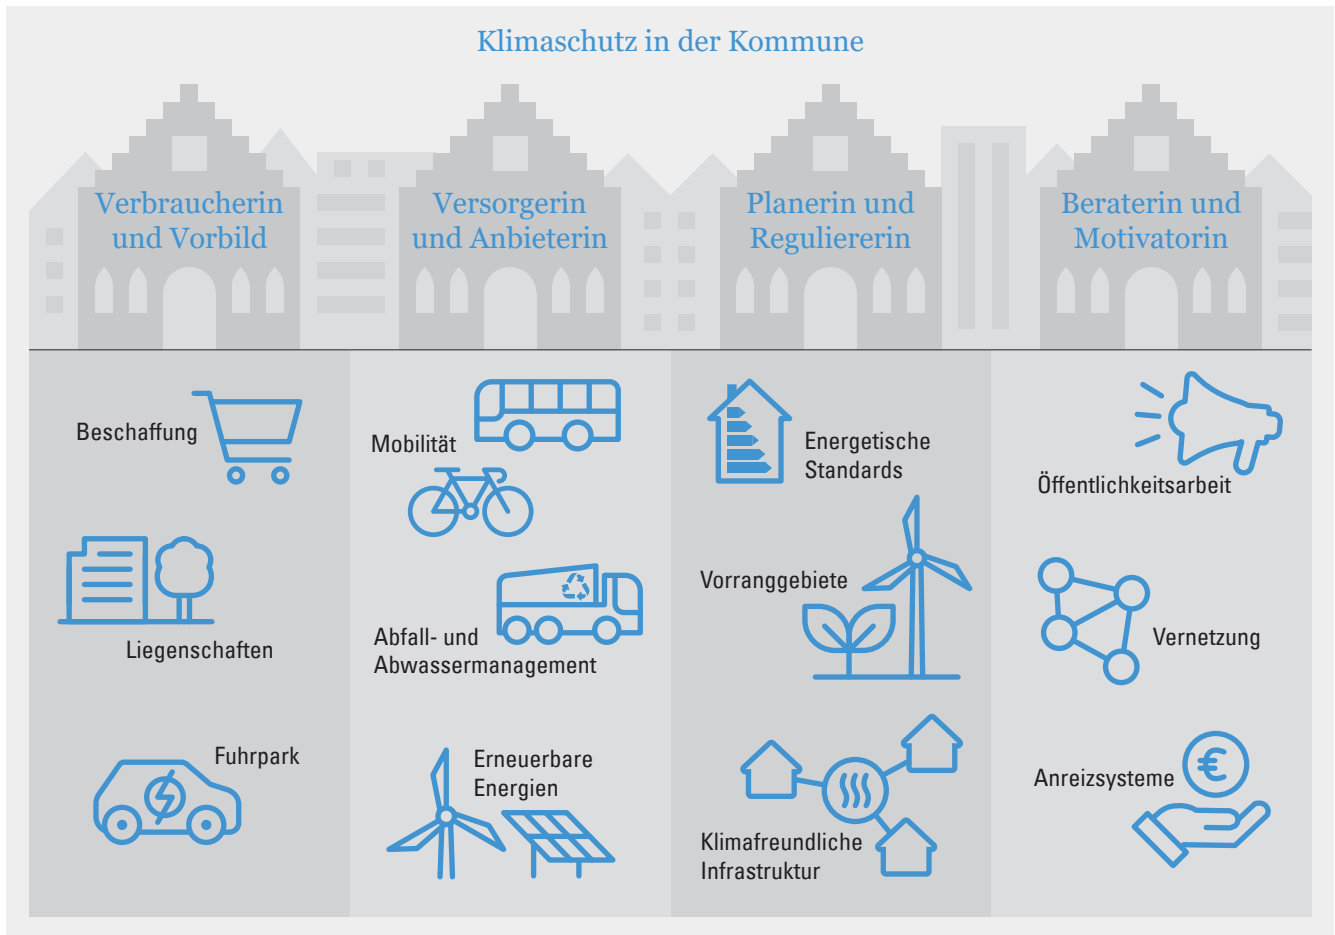 Klimaschutz in der Kommune
Verbraucherin
und Vorbild
Versorgerin
und Anbieterin
Planerin und
Reguliererin
Beraterin und
Motivatorin
Beschaffung
Liegenschaften
Fuhrpark
Mobilität
Abfall- und
Abwassermanagement
Erneuerbare
Energien
Energetische
Standards
Vorranggebiete
Klimafreundliche
Infrastruktur
Öffentlichkeitsarbeit
Vernetzung
Anreizsysteme
€